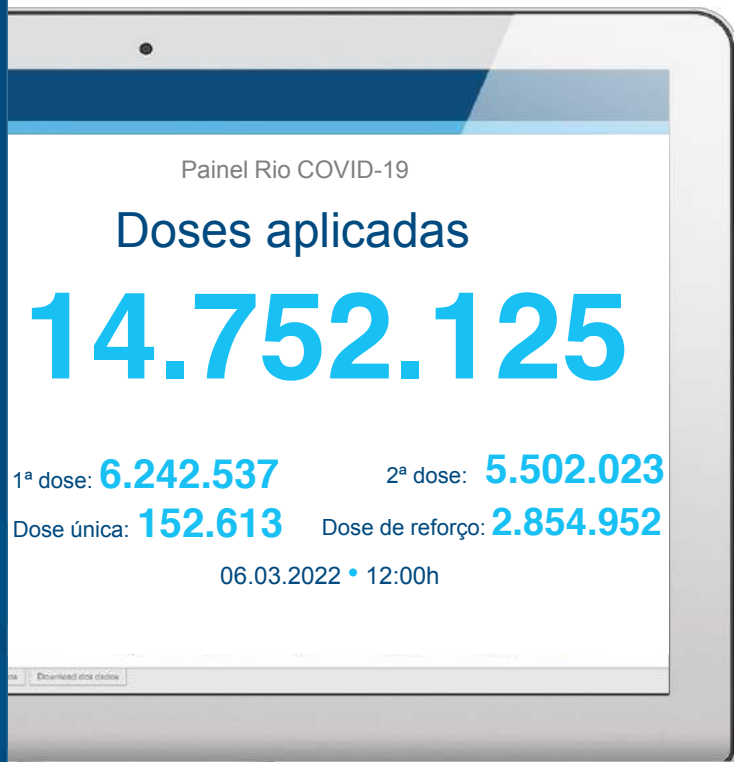 Painel Rio COVID-19
Doses aplicadas
14.752.125
1ª dose: 6.242.537 2ª dose: 5.502.023
Dose única: 152.613 Dose de reforço: 2.854.952
06.03.2022 • 12:00h
Download dos dados